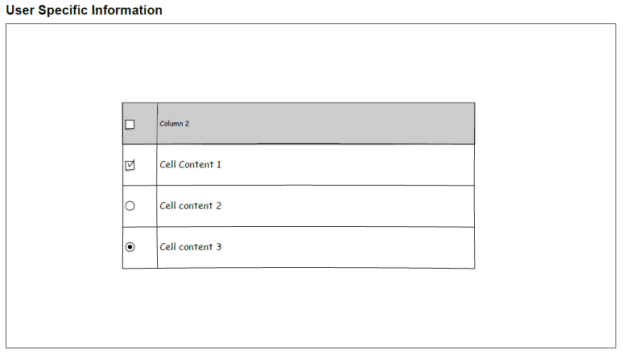 User Specific Information
Column 2
Cell Content 1
Cell content 2
Cell content 3